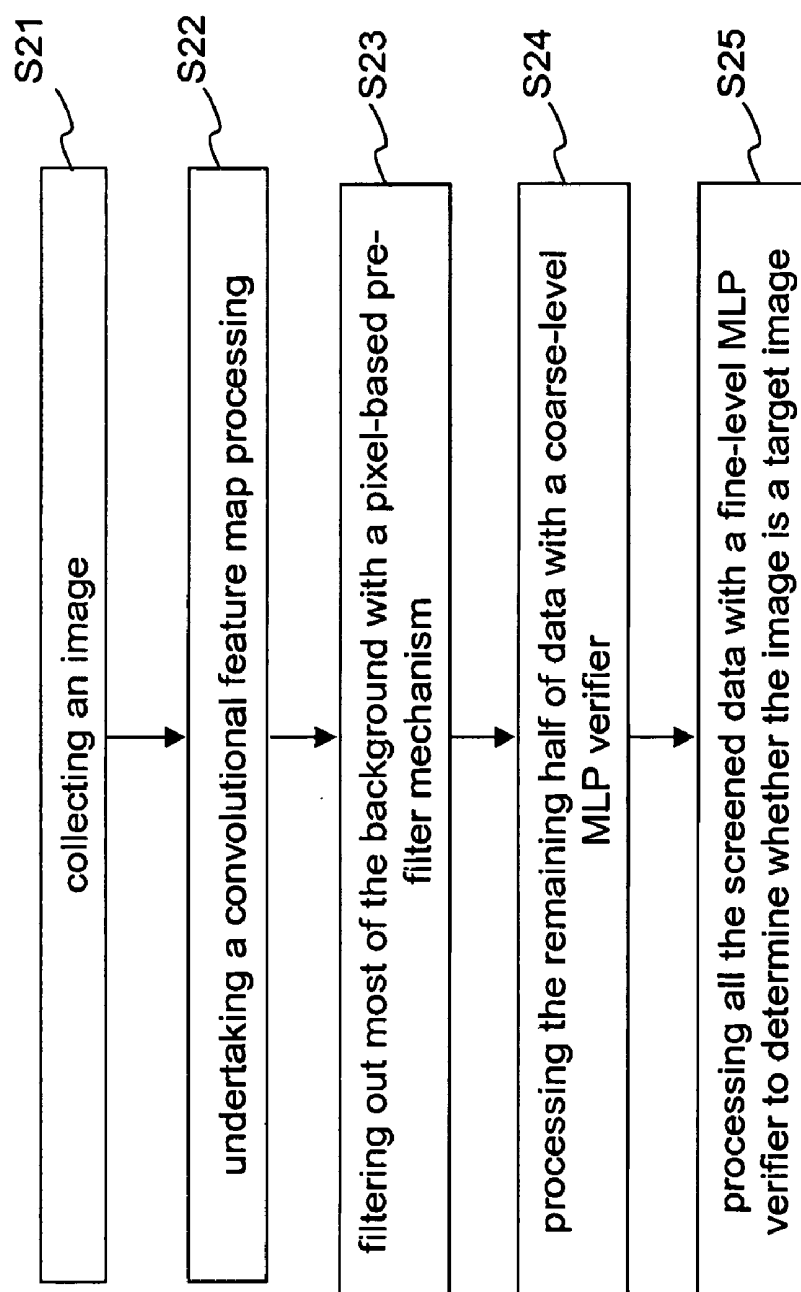 S21
collecting an image
S22
undertaking a convolutional feature map processing
S23
filtering out most of the background with a pixel-based pre-
filter mechanism
S24
processing the remaining half of data with a coarse-level
MLP verifier
S25
processing all the screened data with a fine-level MLP
verifier to determine whether the image is a target image